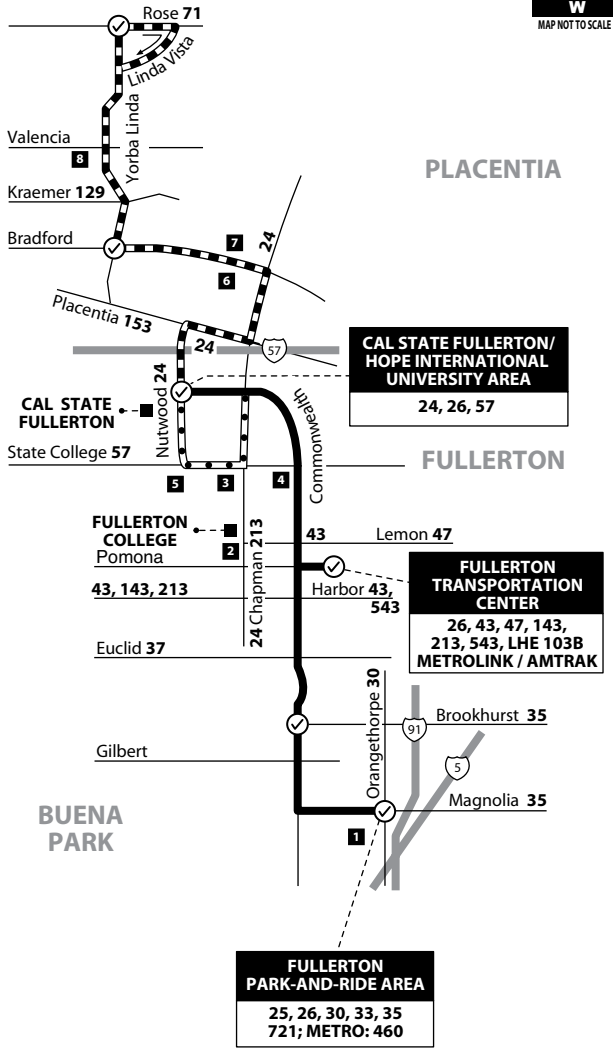 W
MAP NOT TO SCALE
Rose 71
Linda Vista
Yorba Linda
Valencia
8
PLACENTIA
Kraemer 129
Bradford
7
24
6
Placentia 153
24
57
CAL STATE FULLERTON/
HOPE INTERNATIONAL
UNIVERSITY AREA
24, 26, 57
Nutwood 24
CAL STATE
FULLERTON
Commonwealth
State College 57
FULLERTON
5
3
4
FULLERTON
COLLEGE
2
24 Chapman 213
43
Lemon 47
Pomona
43, 143, 213
Harbor 43,
543
FULLERTON
TRANSPORTATION
CENTER
26, 43, 47, 143,
213, 543, LHE 103B
METROLINK / AMTRAK
Euclid 37
Orangethorpe 30
Brookhurst 35
91
Gilbert
5
Magnolia 35
BUENA
PARK
1
FULLERTON
PARK-AND-RIDE AREA
25, 26, 30, 33, 35
721; METRO: 460